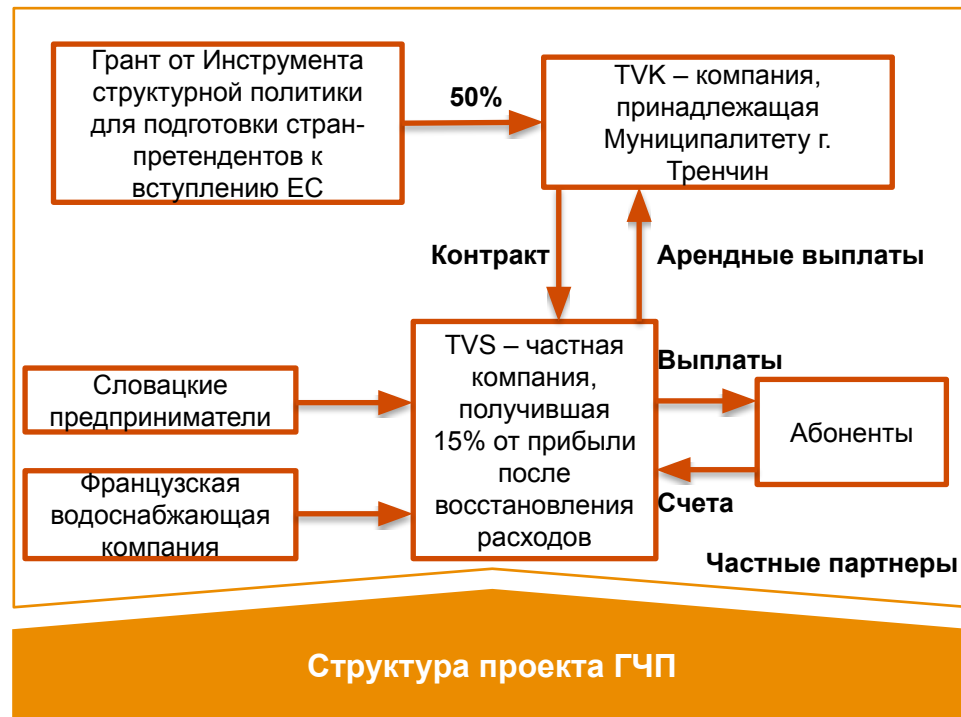 Грант от Инструмента
структурной политики
для подготовки стран-
претендентов к
вступлению ЕС
50%
TVK – компания,
принадлежащая
Муниципалитету г.
Тренчин
Контракт
Арендные выплаты
Словацкие
предприниматели
Французская
водоснабжающая
компания
TVS – частная
компания,
получившая
15% от прибыли
после
восстановления
расходов
Выплаты
Абоненты
Счета
Частные партнеры
Структура проекта ГЧП